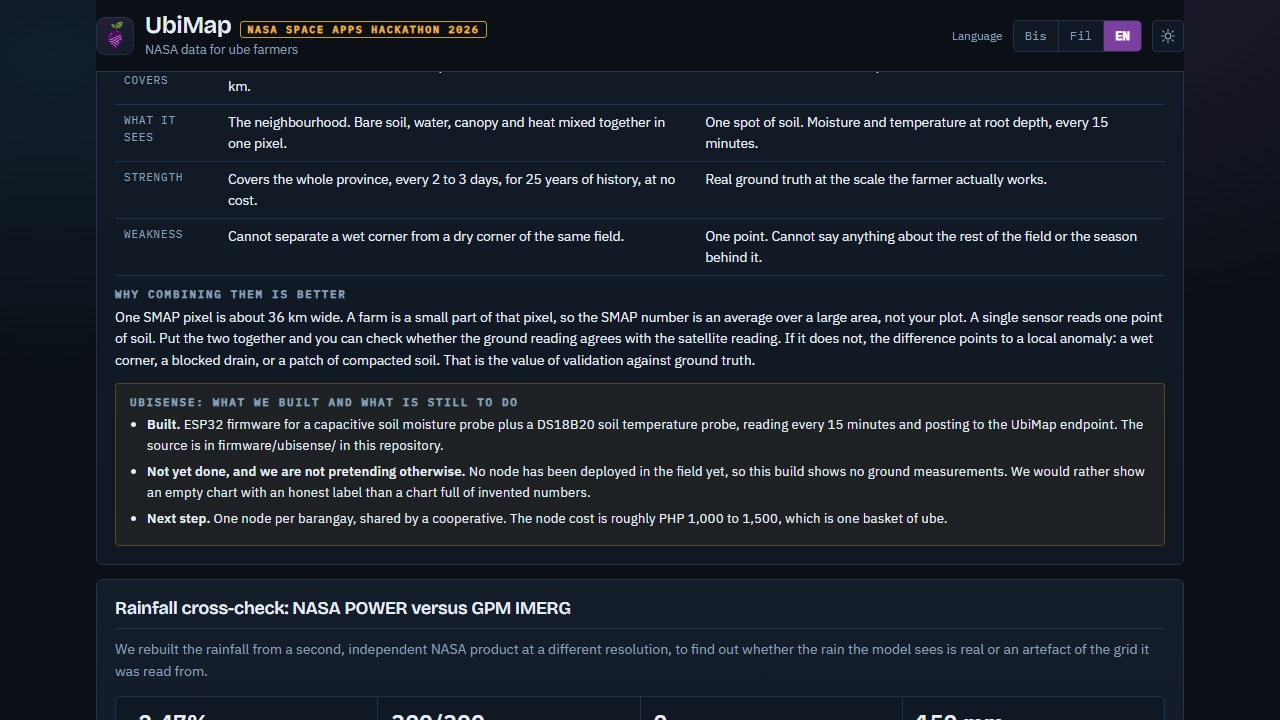 UbiMap NASA SPACE APPS HACKATHON 2026
NASA data for ube farmers
Language Bis Fil EN
COVERS
km.
WHAT IT SEES
The neighbourhood. Bare soil, water, canopy and heat mixed together in
one pixel.
One spot of soil. Moisture and temperature at root depth, every 15
minutes.
STRENGTH
Covers the whole province, every 2 to 3 days, for 25 years of history, at no
cost.
Real ground truth at the scale the farmer actually works.
WEAKNESS
Cannot separate a wet corner from a dry corner of the same field.
One point. Cannot say anything about the rest of the field or the season
behind it.
WHY COMBINING THEM IS BETTER
One SMAP pixel is about 36 km wide. A farm is a small part of that pixel, so the SMAP number is an average over a large area, not your plot. A single sensor reads one point
of soil. Put the two together and you can check whether the ground reading agrees with the satellite reading. If it does not, the difference points to a local anomaly: a wet
corner, a blocked drain, or a patch of compacted soil. That is the value of validation against ground truth.
UBISENSE: WHAT WE BUILT AND WHAT IS STILL TO DO
• Built. ESP32 firmware for a capacitive soil moisture probe plus a DS18B20 soil temperature probe, reading every 15 minutes and posting to the UbiMap endpoint. The
source is in firmware/ubisense/ in this repository.
• Not yet done, and we are not pretending otherwise. No node has been deployed in the field yet, so this build shows no ground measurements. We would rather show
an empty chart with an honest label than a chart full of invented numbers.
• Next step. One node per barangay, shared by a cooperative. The node cost is roughly PHP 1,000 to 1,500, which is one basket of ube.
Rainfall cross-check: NASA POWER versus GPM IMERG
We rebuilt the rainfall from a second, independent NASA product at a different resolution, to find out whether the rain the model sees is real or an artefact of the grid it
was read from.